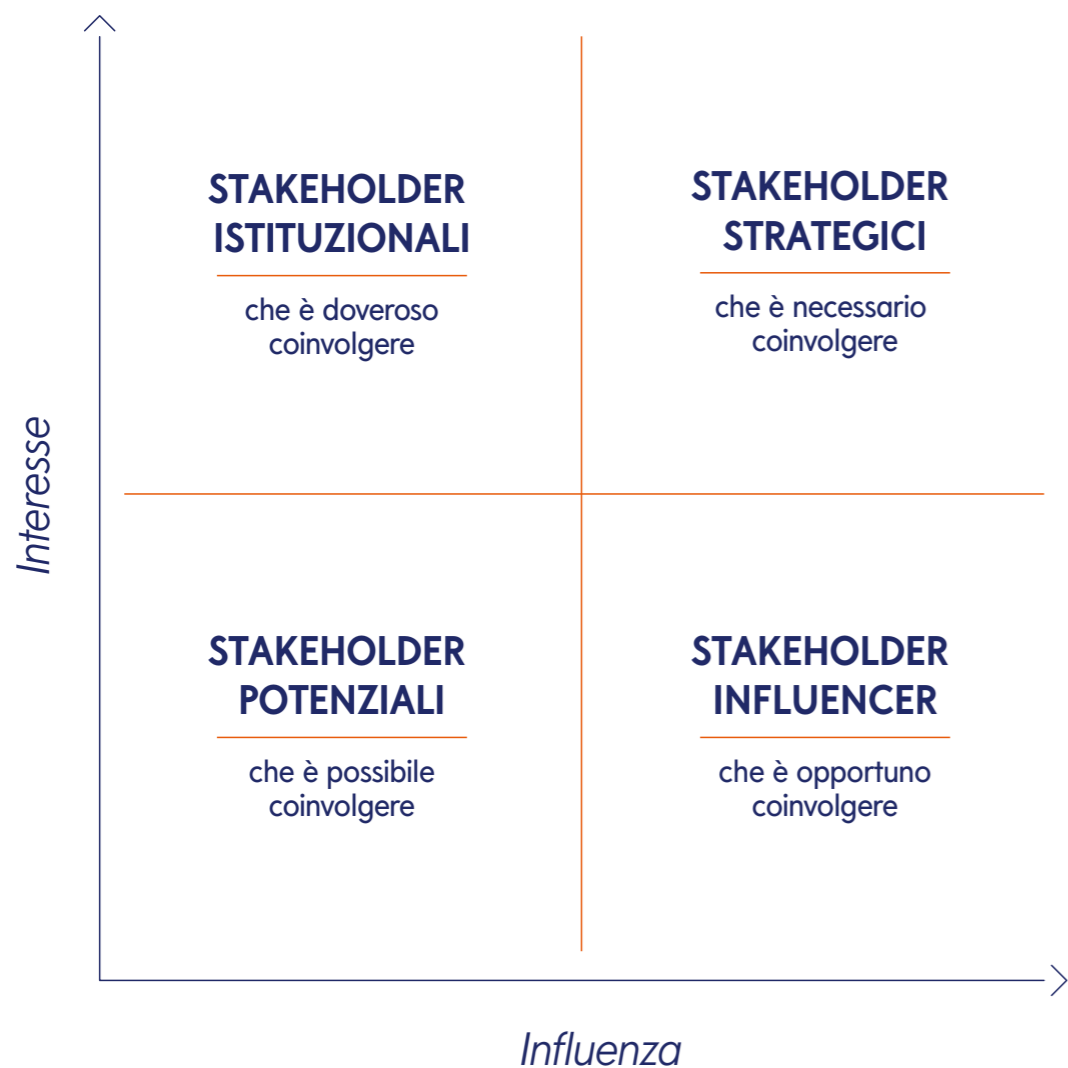 STAKEHOLDER
ISTITUZIONALI
che è doveroso
coinvolgere
STAKEHOLDER
STRATEGICI
che è necessario
coinvolgere
Interesse
STAKEHOLDER
POTENZIALI
che è possibile
coinvolgere
STAKEHOLDER
INFLUENCER
che è opportuno
coinvolgere
Influenza